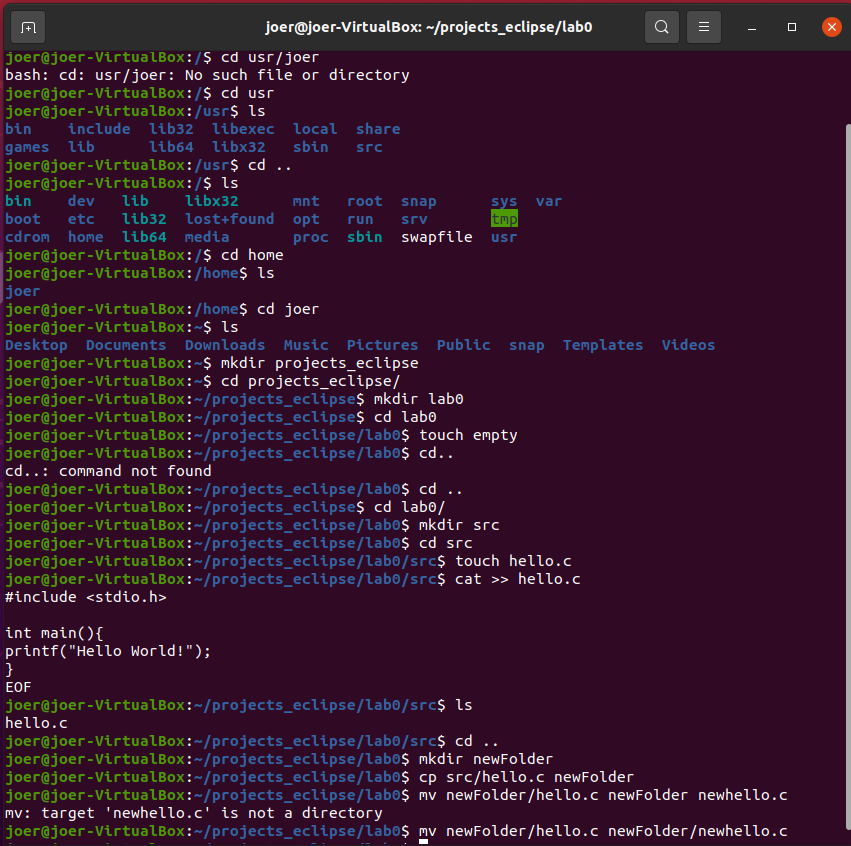 joer@joer-VirtualBox: ~/projects_eclipse/lab0
joer@joer-VirtualBox:/$ cd usr/joer
bash: cd: usr/joer: No such file or directory
joer@joer-VirtualBox:/$ cd usr
joer@joer-VirtualBox:/usr$ ls
bin    include  lib32  libexec  local  share
games  lib      lib64  libx32   sbin   src
joer@joer-VirtualBox:/usr$ cd ..
joer@joer-VirtualBox:/$ ls
bin    dev   lib    libx32      mnt   root  snap      sys  var
boot   etc   lib32  lost+found  opt   run   srv       tmp
cdrom  home  lib64  media       proc  sbin  swapfile  usr
joer@joer-VirtualBox:/$ cd home
joer@joer-VirtualBox:/home$ ls
joer
joer@joer-VirtualBox:/home$ cd joer
joer@joer-VirtualBox:~$ ls
Desktop  Documents  Downloads  Music  Pictures  Public  snap  Templates  Videos
joer@joer-VirtualBox:~$ mkdir projects_eclipse
joer@joer-VirtualBox:~$ cd projects_eclipse/
joer@joer-VirtualBox:~/projects_eclipse$ mkdir lab0
joer@joer-VirtualBox:~/projects_eclipse$ cd lab0
joer@joer-VirtualBox:~/projects_eclipse/lab0$ touch empty
joer@joer-VirtualBox:~/projects_eclipse/lab0$ cd..
cd..: command not found
joer@joer-VirtualBox:~/projects_eclipse/lab0$ cd ..
joer@joer-VirtualBox:~/projects_eclipse$ cd lab0/
joer@joer-VirtualBox:~/projects_eclipse/lab0$ mkdir src
joer@joer-VirtualBox:~/projects_eclipse/lab0$ cd src
joer@joer-VirtualBox:~/projects_eclipse/lab0/src$ touch hello.c
joer@joer-VirtualBox:~/projects_eclipse/lab0/src$ cat >> hello.c
#include <stdio.h>

int main(){
printf("Hello World!");
}
EOF
joer@joer-VirtualBox:~/projects_eclipse/lab0/src$ ls
hello.c
joer@joer-VirtualBox:~/projects_eclipse/lab0/src$ cd ..
joer@joer-VirtualBox:~/projects_eclipse/lab0$ mkdir newFolder
joer@joer-VirtualBox:~/projects_eclipse/lab0$ cp src/hello.c newFolder
joer@joer-VirtualBox:~/projects_eclipse/lab0$ mv newFolder/hello.c newFolder newhello.c
mv: target 'newhello.c' is not a directory
joer@joer-VirtualBox:~/projects_eclipse/lab0$ mv newFolder/hello.c newFolder/newhello.c
joer@joer-VirtualBox:~/projects_eclipse/lab0$